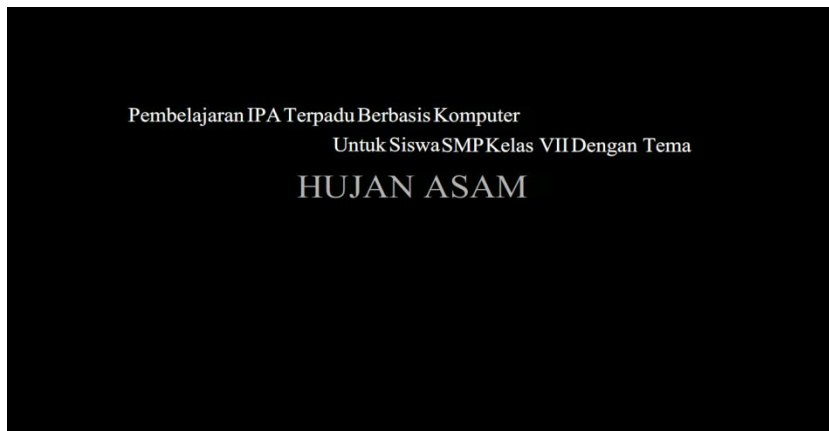 Pembelajaran IPA Terpadu Berbasis Komputer
Untuk Siswa SMP Kelas VII Dengan Tema
HUJAN ASAM